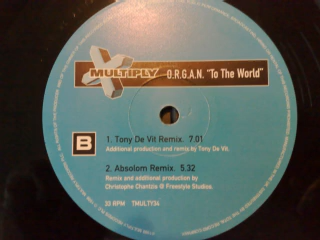 MULTIPLY O.R.G.A.N. "To The World"
B
1. Tony De Vit Remix. 7.01
Additional production and remix by Tony De Vit.
2. Absolom Remix. 5:32
Remix and additional production by
Christophe Chantzis @ Freestyle Studios.
33 RPM TMULTY34